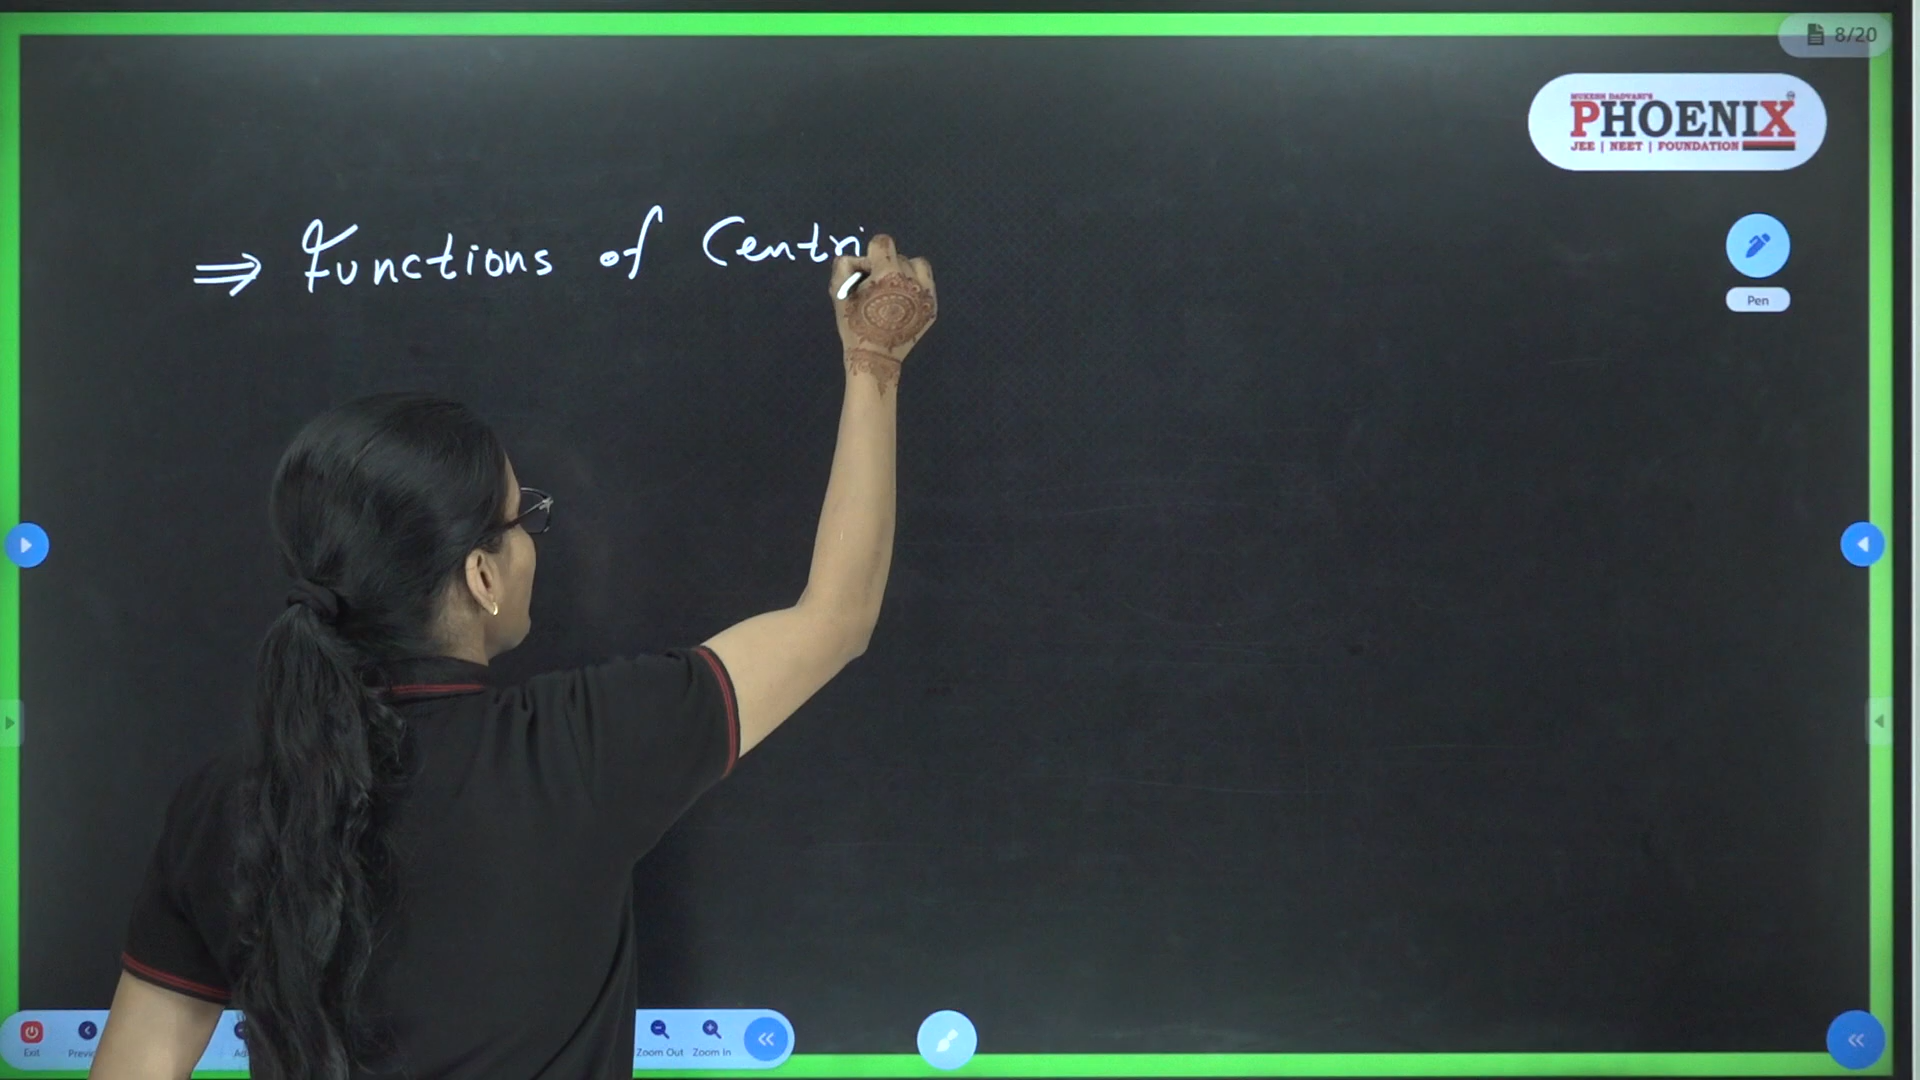 8/20
MUKESH DADVANI'S
PHOENIX
JEE | NEET | FOUNDATION
⇒ Functions of Centri
Pen
Exit
Zoom Out Zoom In